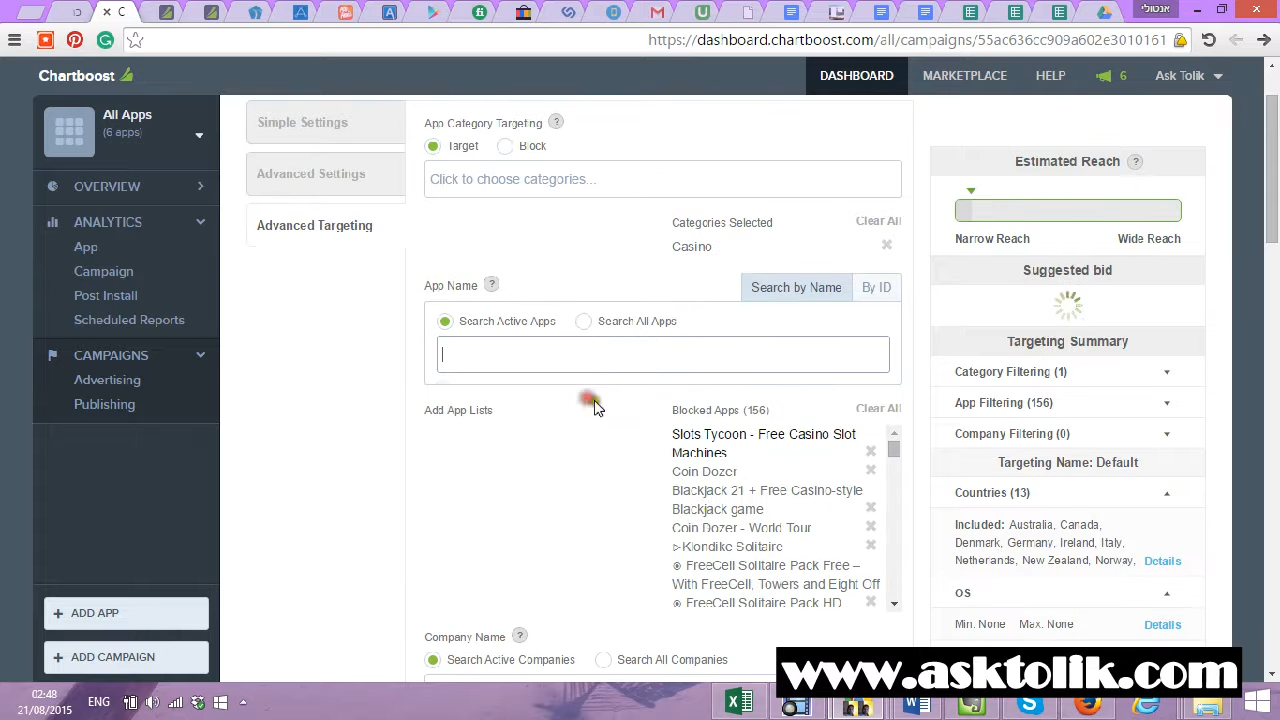 https://dashboard.chartboost.com/all/campaigns/55ac636cc909a602e3010161
Chartboost
DASHBOARD
MARKETPLACE
HELP
6
Ask Tolik
All Apps
(6 apps)
OVERVIEW
ANALYTICS
App
Campaign
Post Install
Scheduled Reports
CAMPAIGNS
Advertising
Publishing
+ ADD APP
+ ADD CAMPAIGN
Simple Settings
Advanced Settings
Advanced Targeting
App Category Targeting ?
Target Block
Click to choose categories...
Categories Selected Clear All
Casino
App Name ?
Search by Name By ID
Search Active Apps Search All Apps
Add App Lists
Blocked Apps (156) Clear All
Slots Tycoon - Free Casino Slot
Machines
Coin Dozer
Blackjack 21 + Free Casino-style
Blackjack game
Coin Dozer - World Tour
▷Klondike Solitaire
FreeCell Solitaire Pack Free –
With FreeCell, Towers and Eight Off
FreeCell Solitaire Pack HD
Company Name ?
Search Active Companies Search All Companies
Estimated Reach ?
Narrow Reach Wide Reach
Suggested bid
Targeting Summary
Category Filtering (1)
App Filtering (156)
Company Filtering (0)
Targeting Name: Default
Countries (13)
Included: Australia, Canada,
Denmark, Germany, Ireland, Italy,
Netherlands, New Zealand, Norway,
Details
OS
Min. None Max. None Details
www.asktolik.com
02:48
21/08/2015
ENG